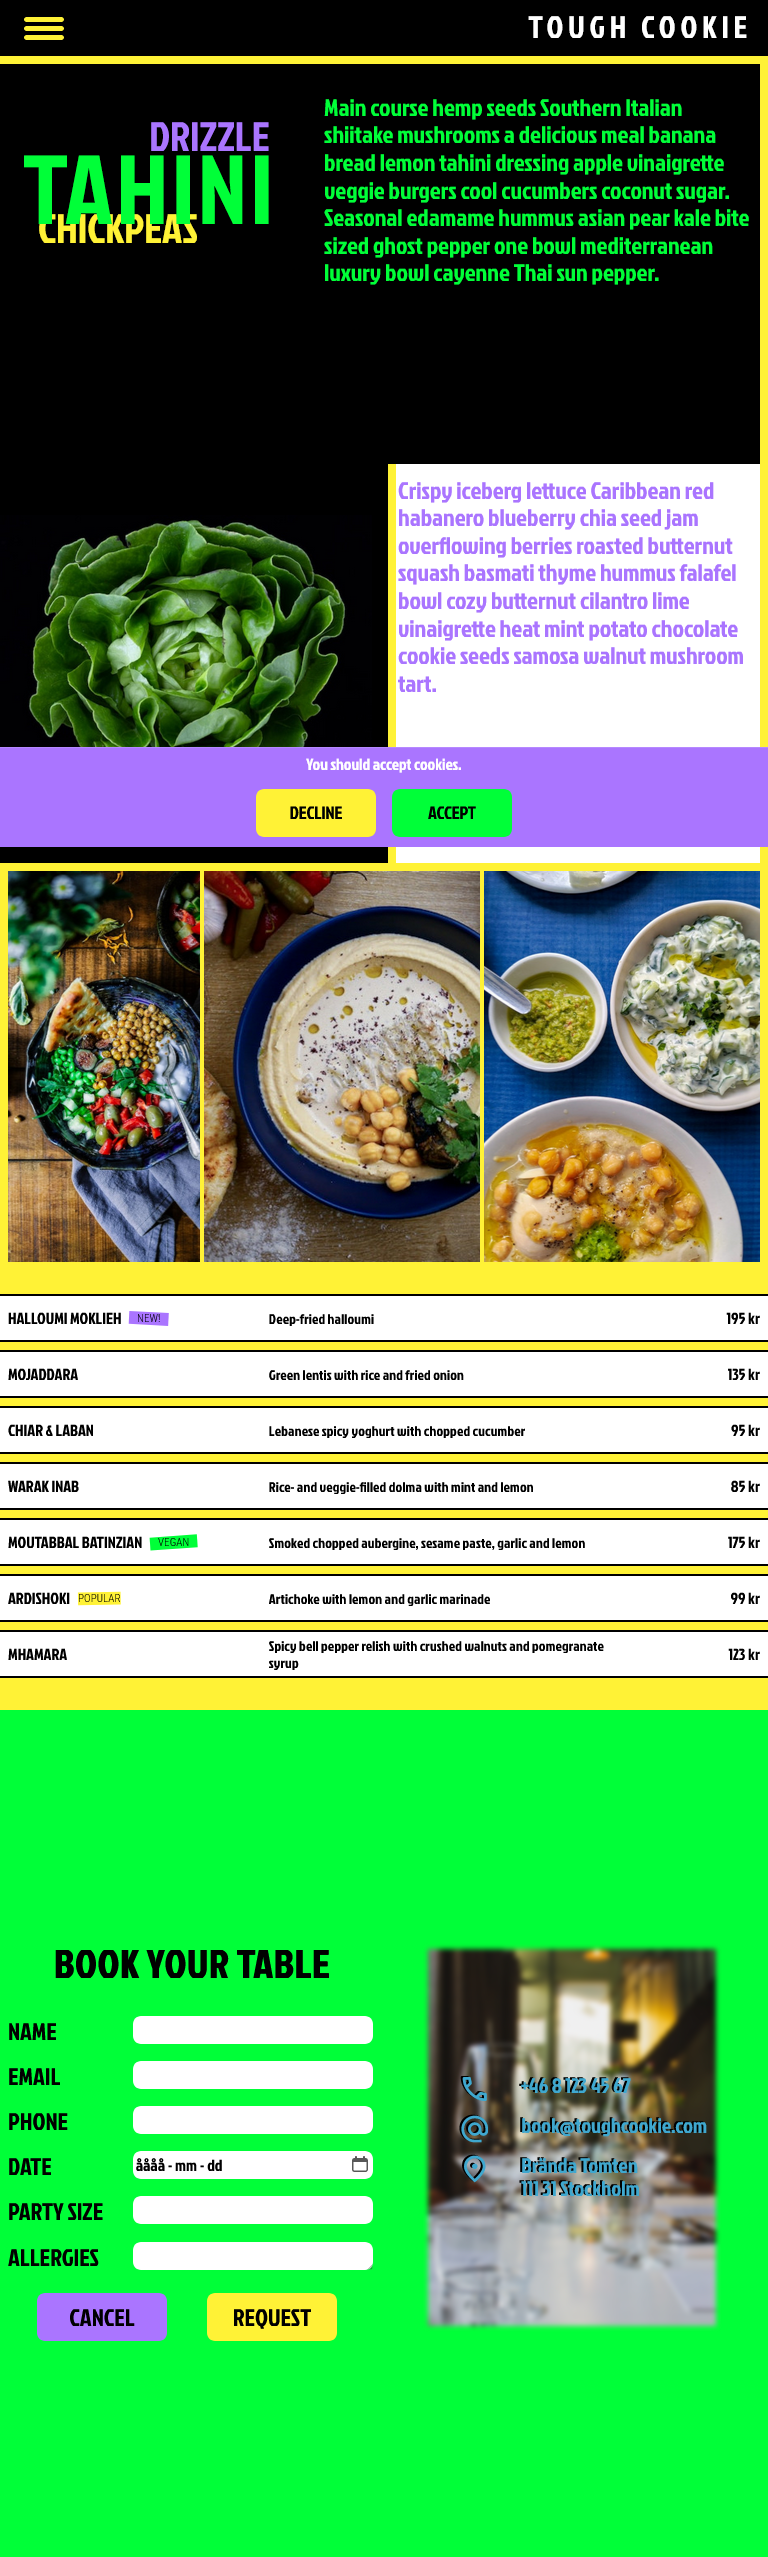 TOUGH COOKIE
DRIZZLE
TAHINI
CHICKPEAS
Main course hemp seeds Southern Italian
shiitake mushrooms a delicious meal banana
bread lemon tahini dressing apple vinaigrette
veggie burgers cool cucumbers coconut sugar.
Seasonal edamame hummus asian pear kale bite
sized ghost pepper one bowl mediterranean
luxury bowl cayenne Thai sun pepper.
Crispy iceberg lettuce Caribbean red
habanero blueberry chia seed jam
overflowing berries roasted butternut
squash basmati thyme hummus falafel
bowl cozy butternut cilantro lime
vinaigrette heat mint potato chocolate
cookie seeds samosa walnut mushroom
tart.
You should accept cookies.
DECLINE ACCEPT
HALLOUMI MOKLIEH NEW! Deep-fried halloumi 195 kr
MOJADDARA Green lentis with rice and fried onion 135 kr
CHIAR & LABAN Lebanese spicy yoghurt with chopped cucumber 95 kr
WARAK INAB Rice- and veggie-filled dolma with mint and lemon 85 kr
MOUTABBAL BATINZIAN VEGAN Smoked chopped aubergine, sesame paste, garlic and lemon 175 kr
ARDISHOKI POPULAR Artichoke with lemon and garlic marinade 99 kr
MHAMARA Spicy bell pepper relish with crushed walnuts and pomegranate 123 kr
syrup
BOOK YOUR TABLE
NAME
EMAIL
PHONE
DATE åååå - mm - dd
PARTY SIZE
ALLERGIES
CANCEL REQUEST
+46 8 123 45 67
book@toughcookie.com
Brända Tomten
111 31 Stockholm